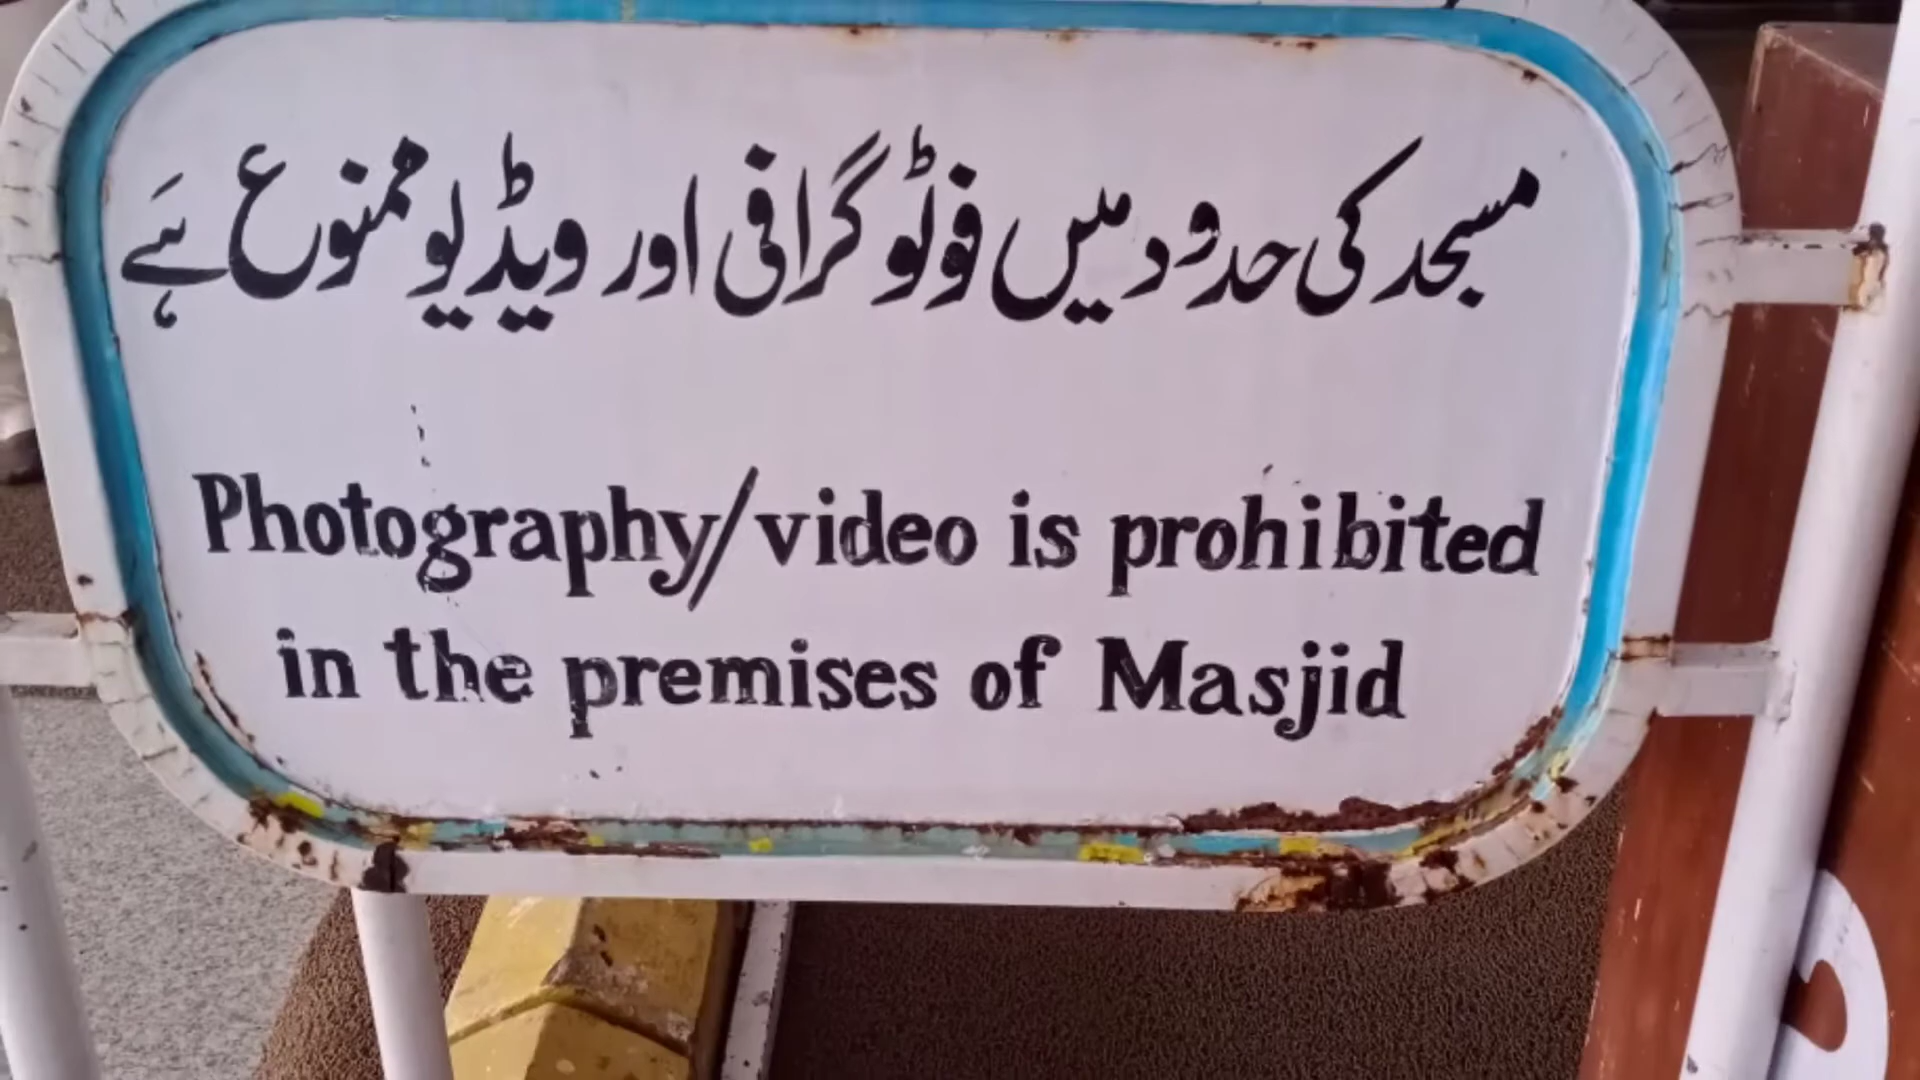 مسجد کی حدود میں فوٹو گرافی اور ویڈیو ممنوع ہے
Photography/video is prohibited
in the premises of Masjid